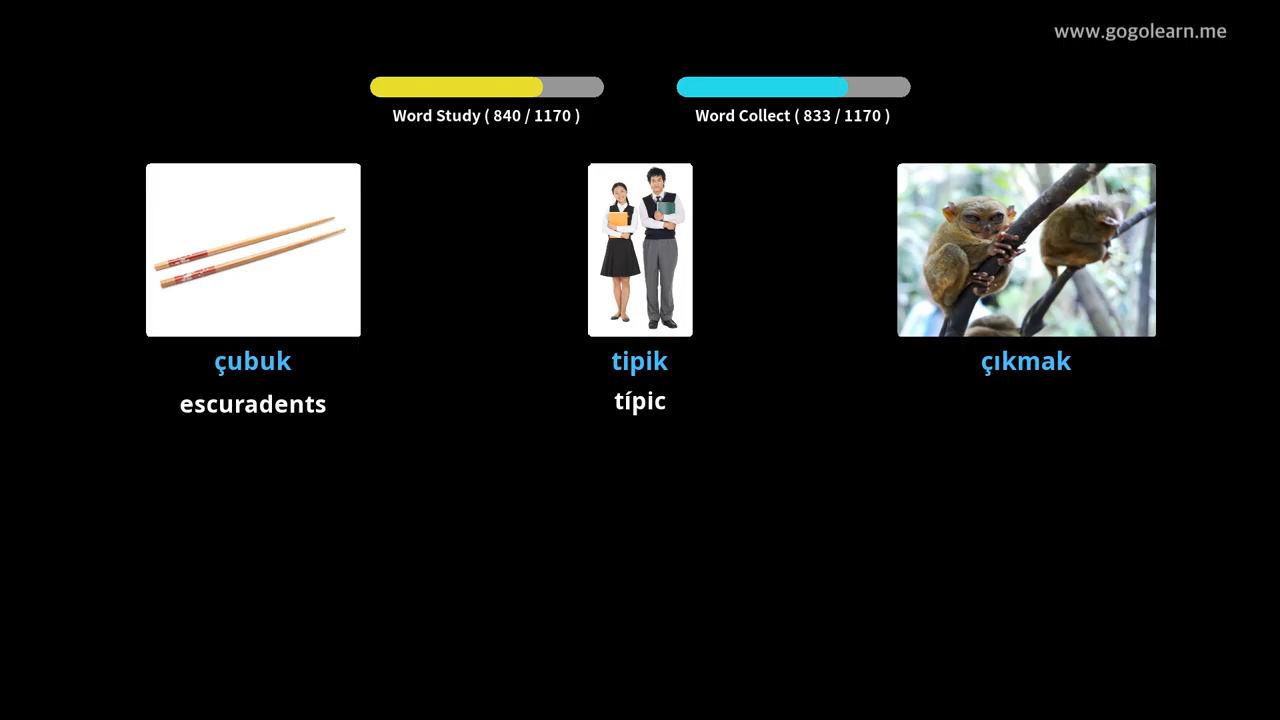 www.gogolearn.me
Word Study ( 840 / 1170 )
Word Collect ( 833 / 1170 )
çubuk
tipik
çıkmak
escuradents
típic